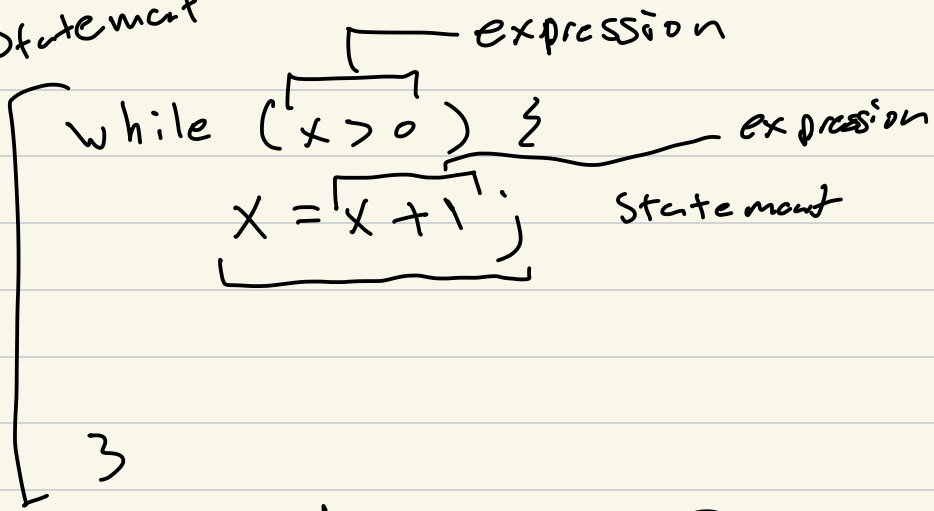 Statement
expression
while (x > 0) {
expression
x = x + 1;
Statement
}